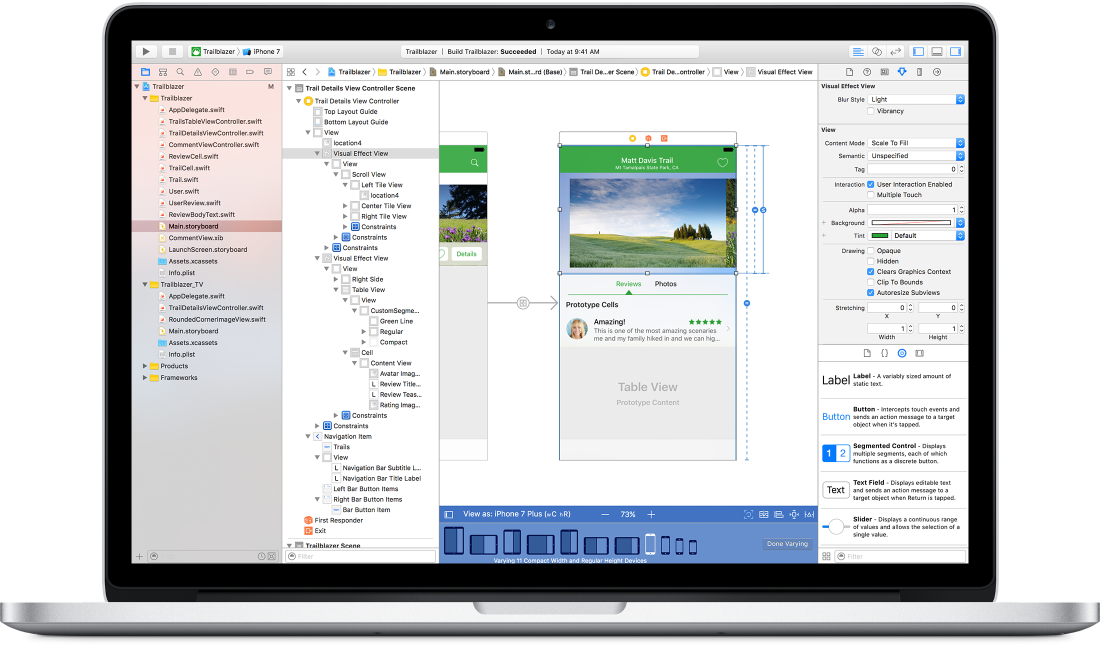 Trailblazer
iPhone 7
Trailblazer | Build Trailblazer: Succeeded | Today at 9:41 AM
Trailblazer
Trailblazer
Main.storyboard
Main.st...rd (Base)
Trail De...er Scene
Trail De...ontroller
View
Visual Effect View
Trailblazer
M
Trailblazer
AppDelegate.swift
TrailsTableViewController.swift
TrailDetailsViewController.swift
CommentViewController.swift
ReviewCell.swift
TrailCell.swift
Trail.swift
User.swift
UserReview.swift
ReviewBodyText.swift
Main.storyboard
CommentView.xib
LaunchScreen.storyboard
Assets.xcassets
Info.plist
Trailblazer_TV
AppDelegate.swift
TrailDetailsViewController.swift
RoundedCornerImageView.swift
Main.storyboard
Assets.xcassets
Info.plist
Products
Frameworks
Trail Details View Controller Scene
Trail Details View Controller
Top Layout Guide
Bottom Layout Guide
View
location4
Visual Effect View
View
Scroll View
Left Tile View
location4
Center Tile View
Right Tile View
Constraints
Constraints
Constraints
Visual Effect View
View
Right Side
Table View
View
CustomSegme...
Green Line
Regular
Compact
Cell
Content View
Avatar Imag...
L Review Title...
L Review Teas...
Rating Imag...
Constraints
Constraints
Navigation Item
Trails
View
L Navigation Bar Subtitle L...
L Navigation Bar Title Label
Left Bar Button Items
Right Bar Button Items
Bar Button Item
First Responder
Exit
Trailblazer Scene
Filter
Details
Matt Davis Trail
Mt Tamalpais State Park, CA
Reviews
Photos
Prototype Cells
Amazing!
This is one of the most amazing scenaries
me and my family hiked in and we can hig...
Table View
Prototype Content
View as: iPhone 7 Plus (wC hR)
— 73% +
Done Varying
Varying 11 Compact Width and Regular Height Devices
Visual Effect View
Blur Style
Light
Vibrancy
View
Content Mode
Scale To Fill
Semantic
Unspecified
Tag
0
Interaction
User Interaction Enabled
Multiple Touch
Alpha
1
Background
Tint
Default
Drawing
Opaque
Hidden
Clears Graphics Context
Clip To Bounds
Autoresize Subviews
Stretching
0
0
X
Y
1
1
Width
Height
Label
Label - A variably sized amount of
static text.
Button
Button - Intercepts touch events and
sends an action message to a target
object when it's tapped.
1 2
Segmented Control - Displays
multiple segments, each of which
functions as a discrete button.
Text
Text Field - Displays editable text
and sends an action message to a
target object when Return is tapped.
Slider - Displays a continuous range
of values and allows the selection of a
single value.
Filter